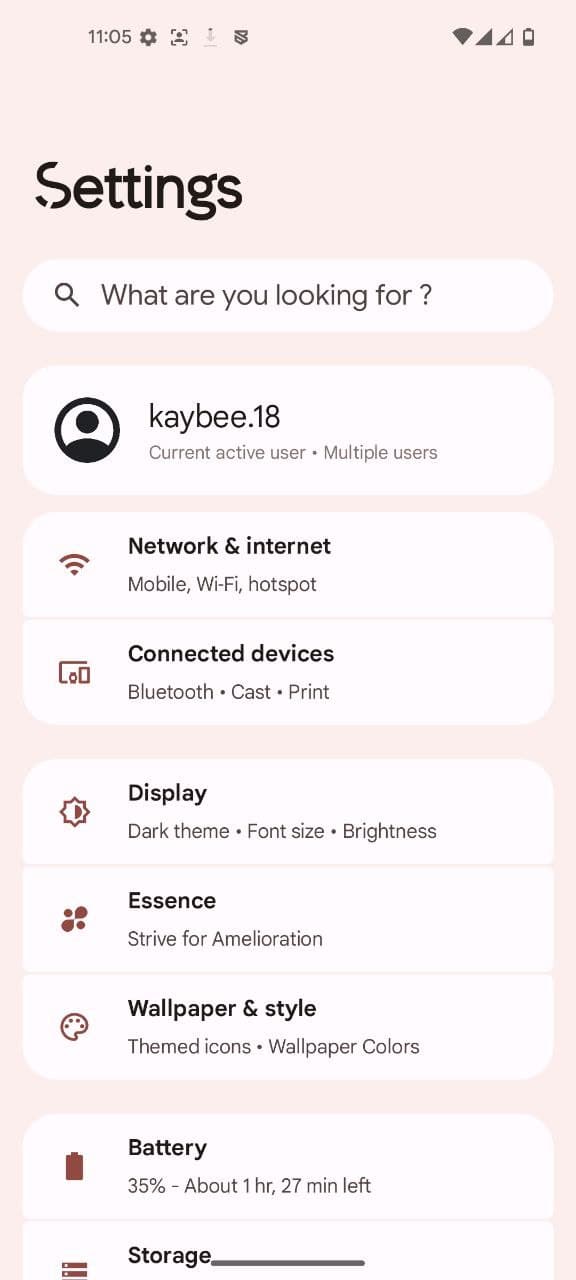 11:05
Settings
What are you looking for ?
kaybee.18
Current active user • Multiple users
Network & internet
Mobile, Wi-Fi, hotspot
Connected devices
Bluetooth • Cast • Print
Display
Dark theme • Font size • Brightness
Essence
Strive for Amelioration
Wallpaper & style
Themed icons • Wallpaper Colors
Battery
35% - About 1 hr, 27 min left
Storage